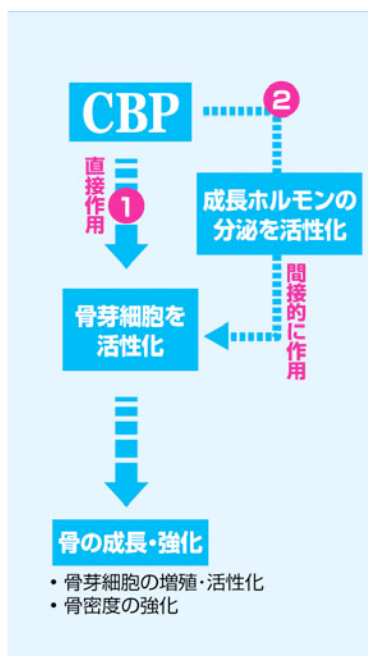 CBP
2
直接作用
1
成長ホルモンの
分泌を活性化
間接的に作用
骨芽細胞を
活性化
骨の成長・強化
• 骨芽細胞の増殖・活性化
• 骨密度の強化